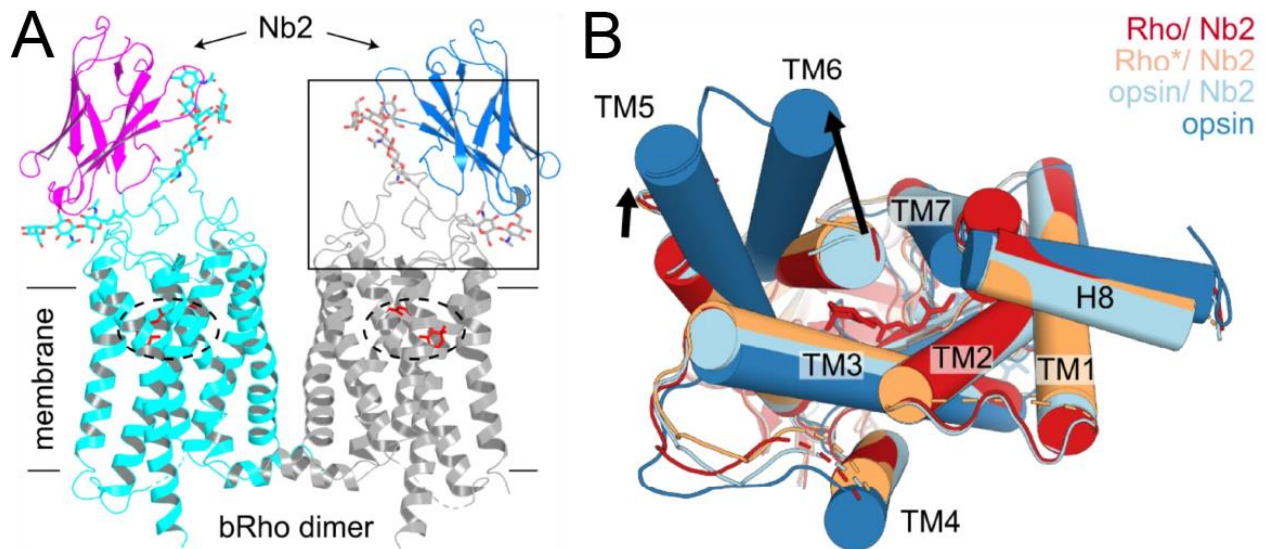 A
Nb2
membrane
bRho dimer
B
Rho/ Nb2
Rho*/ Nb2
opsin/ Nb2
opsin
TM6
TM5
TM7
H8
TM3
TM2
TM1
TM4